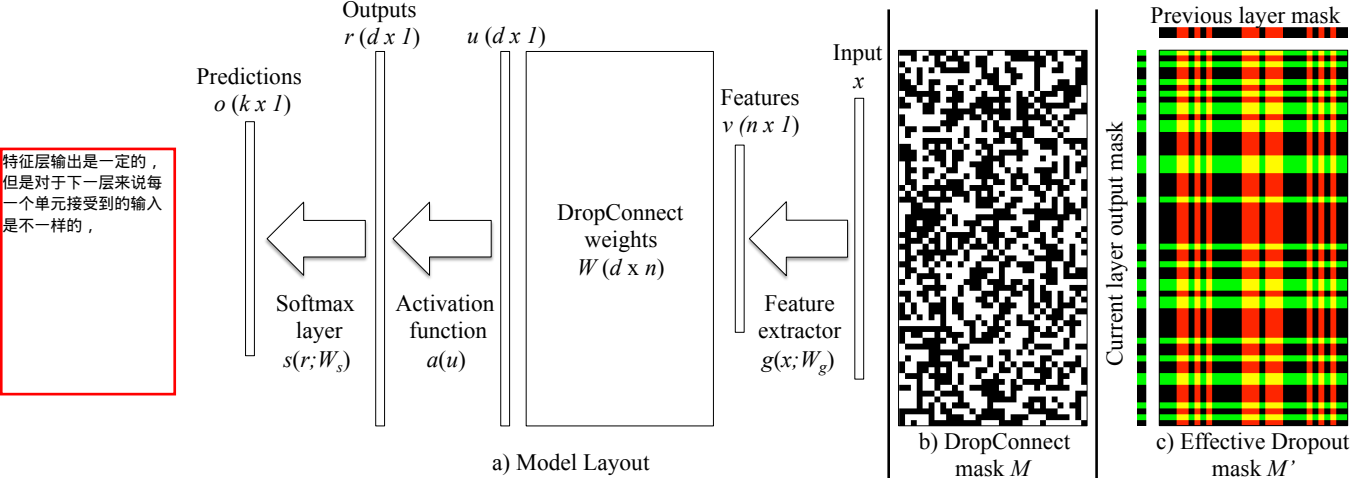 特征层输出是一定的，
但是对于下一层来说每
一个单元接受到的输入
是不一样的，
Predictions
o (k x 1)
Outputs
r (d x 1)
u (d x 1)
Softmax
layer
s(r;Ws)
Activation
function
a(u)
DropConnect
weights
W (d x n)
Features
v (n x 1)
Input
x
Feature
extractor
g(x;Wg)
a) Model Layout
b) DropConnect
mask M
Previous layer mask
Current layer output mask
c) Effective Dropout
mask M’